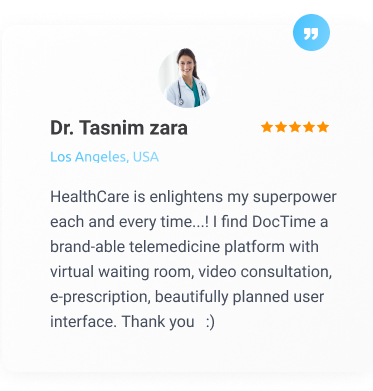 Dr. Tasnim zara
Los Angeles, USA
HealthCare is enlightens my superpower
each and every time...! I find DocTime a
brand-able telemedicine platform with
virtual waiting room, video consultation,
e-prescription, beautifully planned user
interface. Thank you  :)